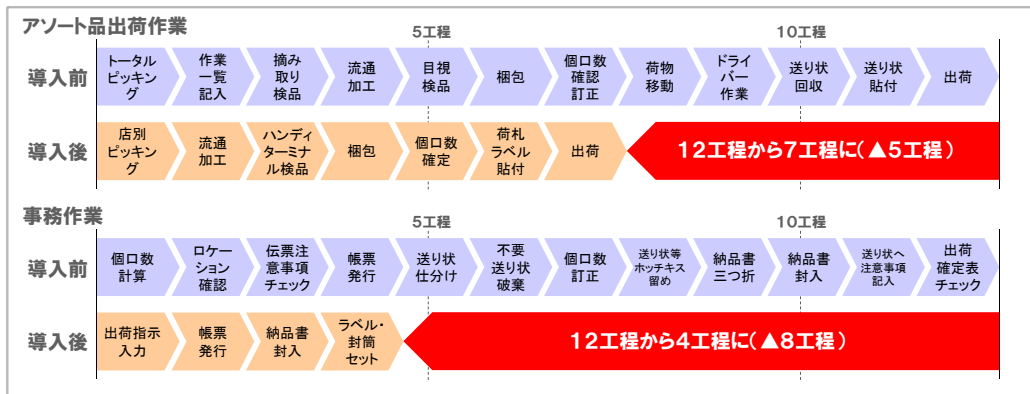 アソート品出荷作業
5工程
10工程
導入前
トータル
ピッキン
グ
作業
一覧
記入
摘み
取り
検品
流通
加工
目視
検品
梱包
個口数
確認
訂正
荷物
移動
ドライ
バー
作業
送り状
回収
送り状
貼付
出荷
導入後
店別
ピッキン
グ
流通
加工
ハンディ
ターミナ
ル検品
梱包
個口数
確定
荷札
ラベル
貼付
出荷
12工程から7工程に(▲5工程)
事務作業
5工程
10工程
導入前
個口数
計算
ロケー
ション
確認
伝票注
意事項
チェック
帳票
発行
送り状
仕分け
不要
送り状
破棄
個口数
訂正
送り状等
ホッチキス
留め
納品書
三つ折
納品書
封入
送り状へ
注意事項
記入
出荷
確定表
チェック
導入後
出荷指示
入力
帳票
発行
納品書
封入
ラベル・
封筒
セット
12工程から4工程に(▲8工程)